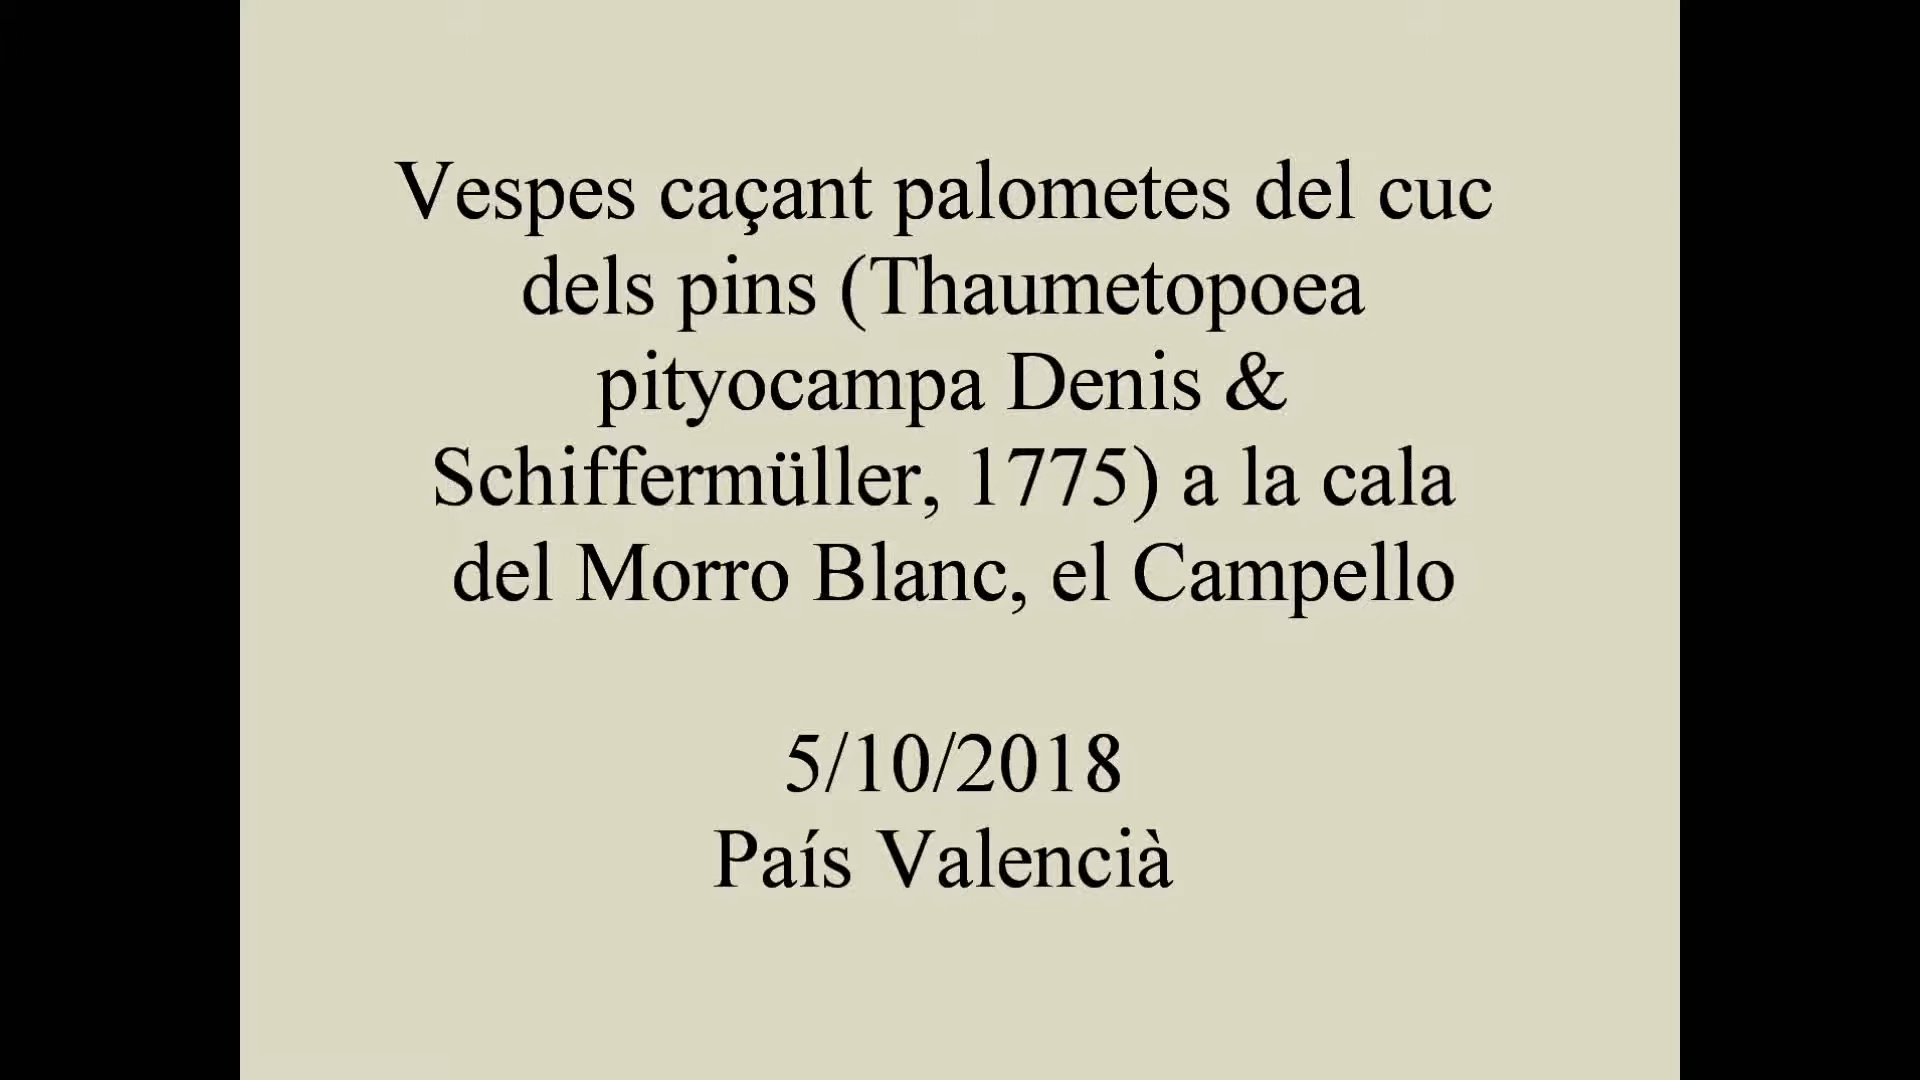 Vespes caçant palometes del cuc
dels pins (Thaumetopoea
pityocampa Denis &
Schiffermüller, 1775) a la cala
del Morro Blanc, el Campello
5/10/2018
País Valencià